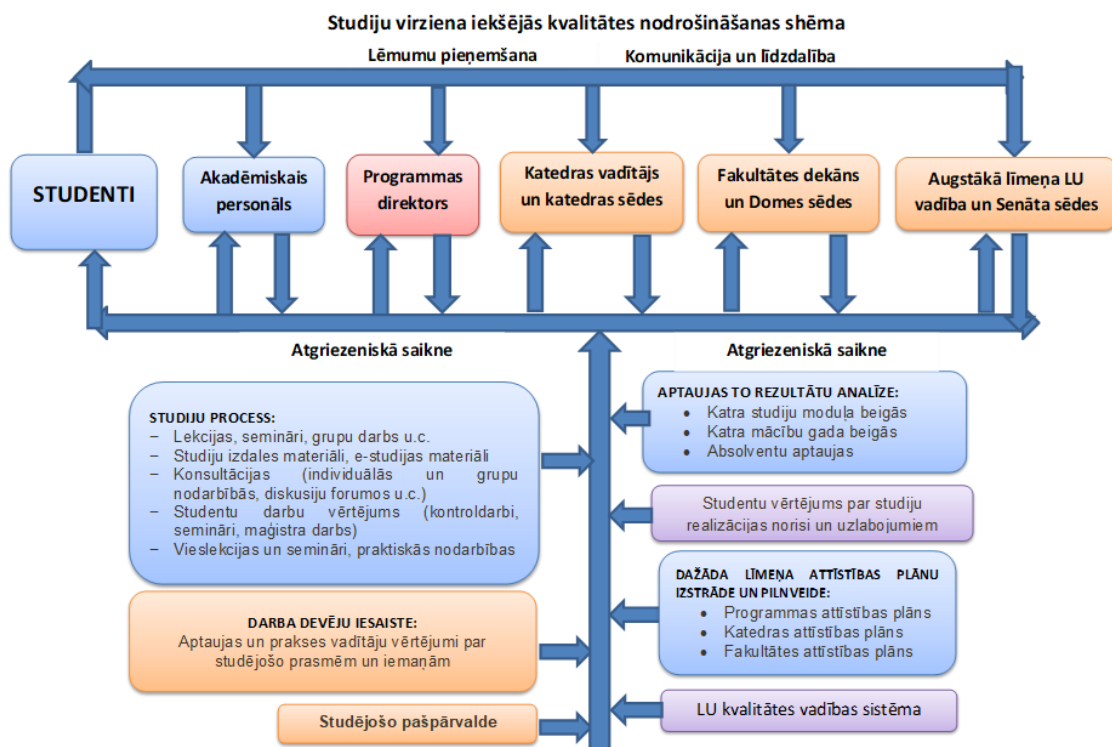 Studiju virziena iekšējās kvalitātes nodrošināšanas shēma
Lēmumu pieņemšana
Komunikācija un līdzdalība
STUDENTI
Akadēmiskais
personāls
Programmas
direktors
Katedras vadītājs
un katedras sēdes
Fakultātes dekāns
un Domes sēdes
Augstākā līmeņa LU
vadība un Senāta sēdes
Atgriezeniskā saikne
Atgriezeniskā saikne
STUDIJU PROCESS:
– Lekcijas, semināri, grupu darbs u.c.
– Studiju izdales materiāli, e-studijas materiāli
– Konsultācijas (individuālās un grupu
nodarbībās, diskusiju forumos u.c.)
– Studentu darbu vērtējums (kontroldarbi,
semināri, maģistra darbs)
– Vieslekcijas un semināri, praktiskās nodarbības
DARBA DEVĒJU IESAISTE:
Aptaujas un prakses vadītāju vērtējumi par
studējošo prasmēm un iemaņām
Studējošo pašpārvalde
APTAUJAS TO REZULTĀTU ANALĪZE:
• Katra studiju moduļa beigās
• Katra mācību gada beigās
• Absolventu aptaujas
Studentu vērtējums par studiju
realizācijas norisi un uzlabojumiem
DAŽĀDA LĪMEŅA ATTĪSTĪBAS PLĀNU
IZSTRĀDE UN PILNVEIDE:
• Programmas attīstības plāns
• Katedras attīstības plāns
• Fakultātes attīstības plāns
LU kvalitātes vadības sistēma